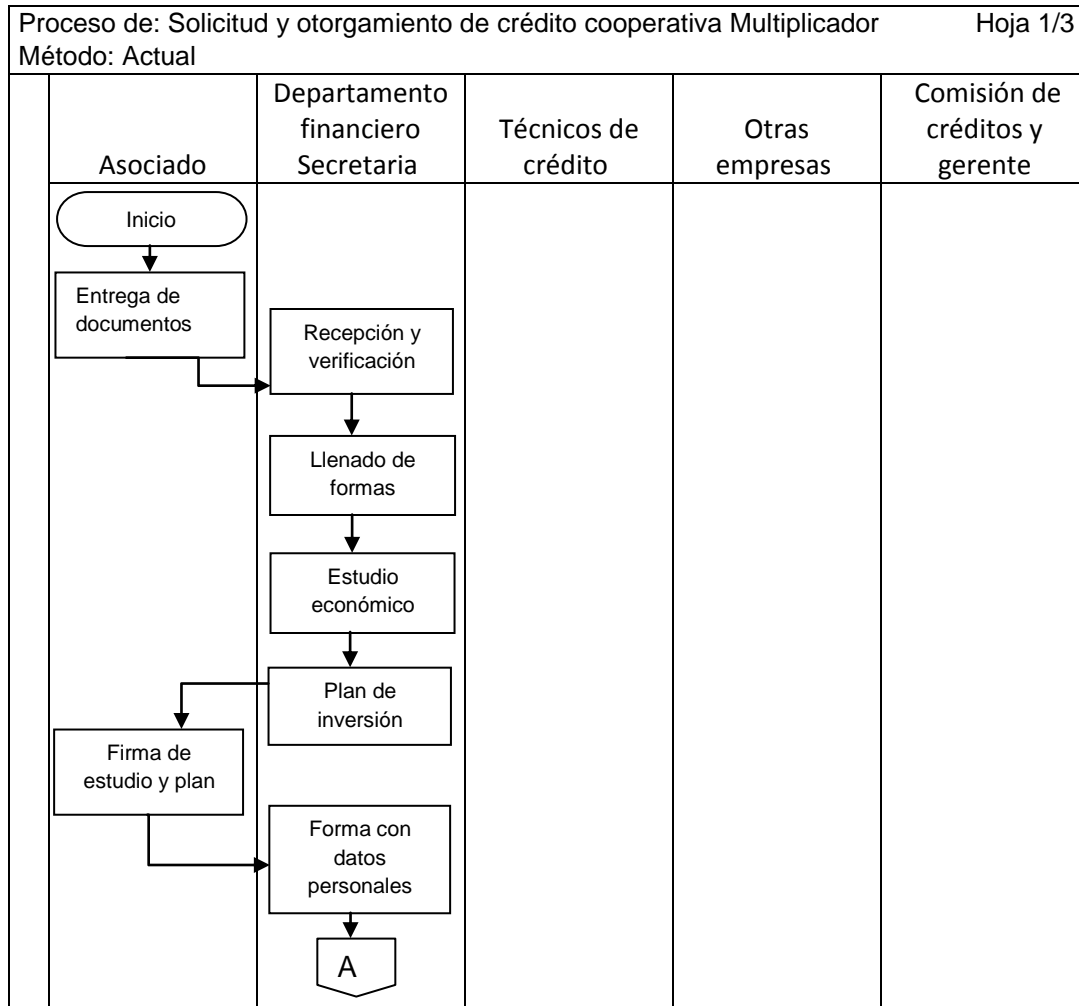 Proceso de: Solicitud y otorgamiento de crédito cooperativa Multiplicador Hoja 1/3
Método: Actual
Asociado
Departamento
financiero
Secretaria
Técnicos de
crédito
Otras
empresas
Comisión de
créditos y
gerente
Inicio
Entrega de
documentos
Recepción y
verificación
Llenado de
formas
Estudio
económico
Plan de
inversión
Firma de
estudio y plan
Forma con
datos
personales
A